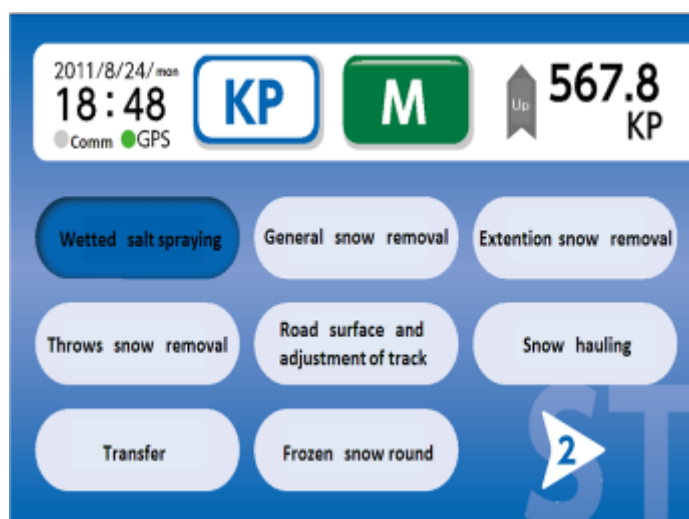 2011/8/24/mon
18:48
Comm GPS
KP
M
Up
567.8
KP
Wetted salt spraying
General snow removal
Extention snow removal
Throws snow removal
Road surface and
adjustment of track
Snow hauling
Transfer
Frozen snow round
2
ST